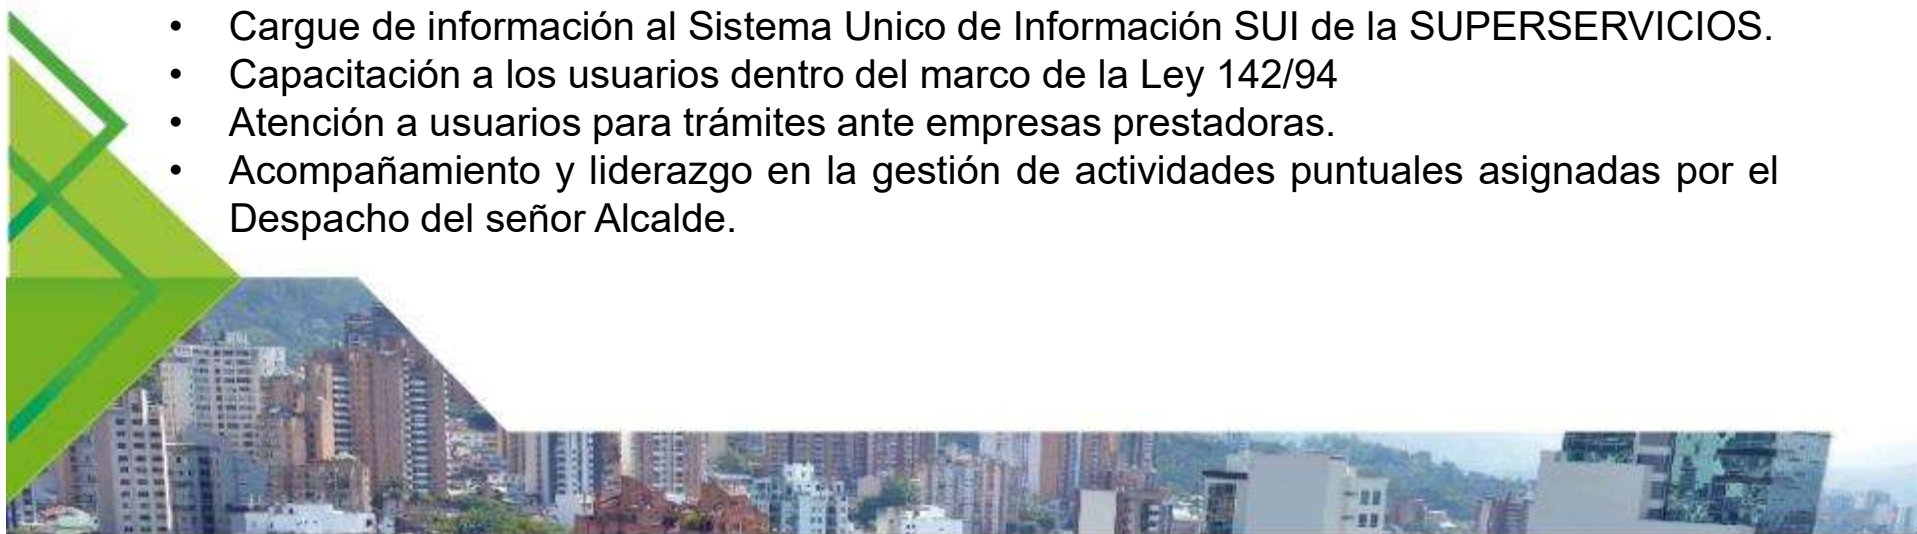 • Cargue de información al Sistema Unico de Información SUI de la SUPERSERVICIOS.
• Capacitación a los usuarios dentro del marco de la Ley 142/94
• Atención a usuarios para trámites ante empresas prestadoras.
• Acompañamiento y liderazgo en la gestión de actividades puntuales asignadas por el
Despacho del señor Alcalde.